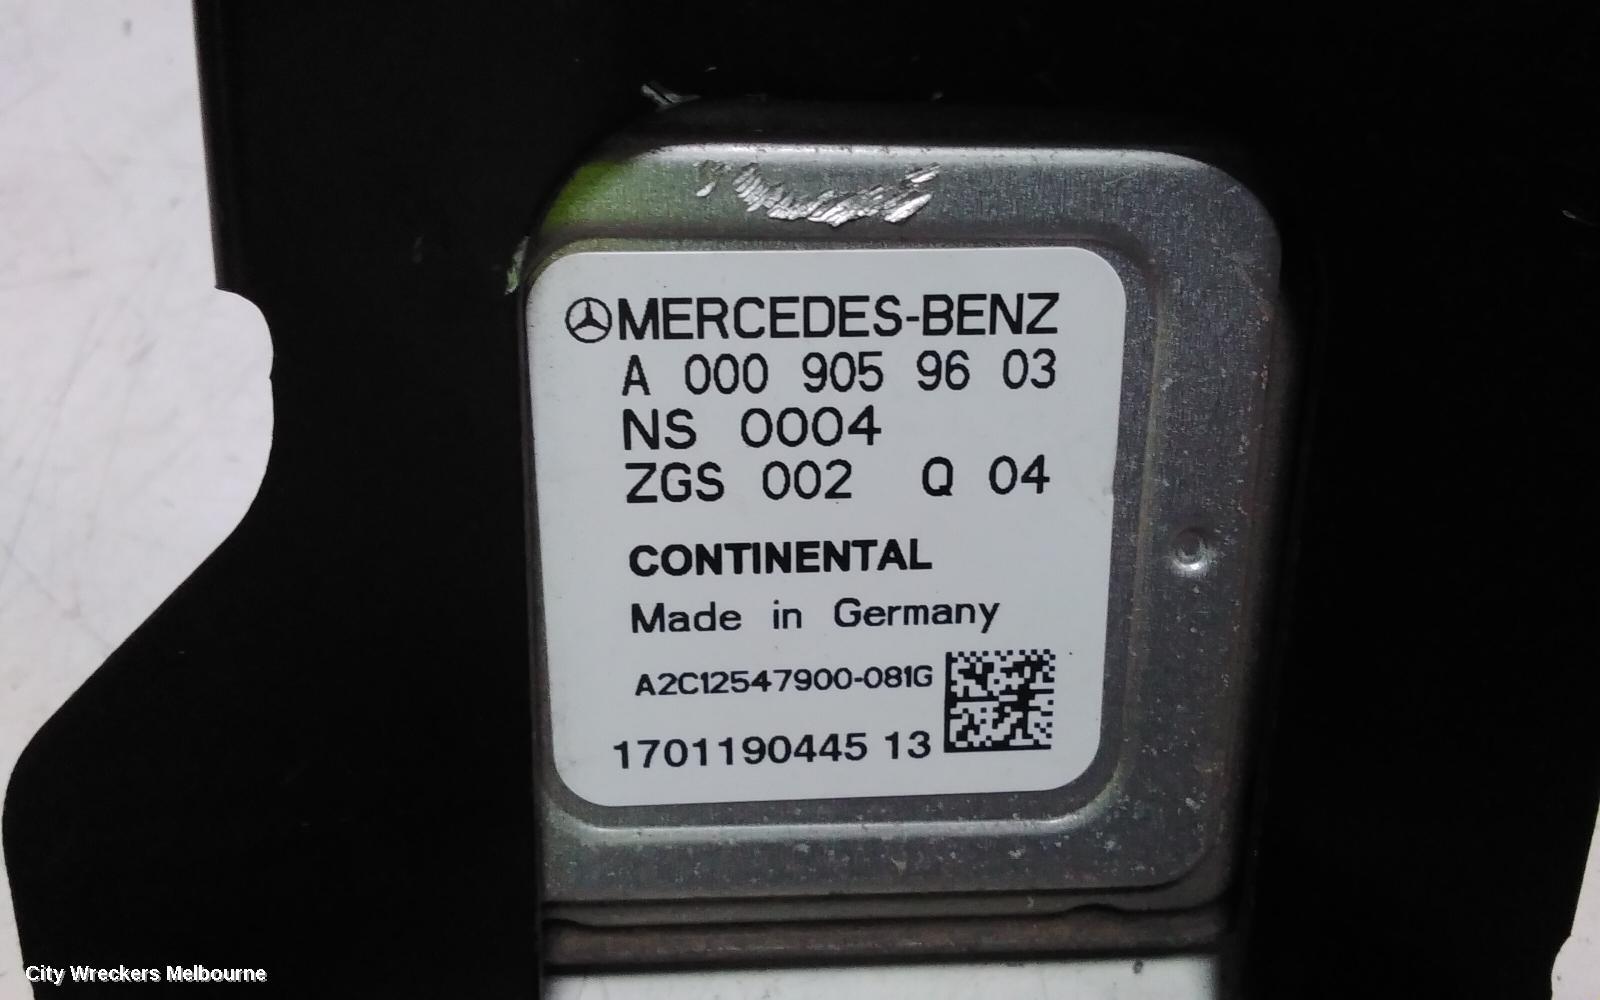 MERCEDES-BENZ
A 000 905 96 03
NS 0004
ZGS 002 Q 04
CONTINENTAL
Made in Germany
A2C12547900-081G
1701190445 13
City Wreckers Melbourne